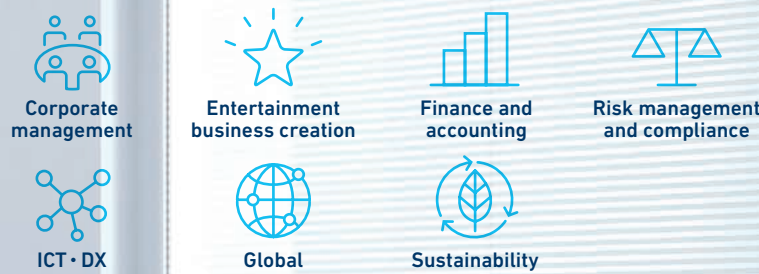 Corporate
management
Entertainment
business creation
Finance and
accounting
Risk management
and compliance
ICT・DX
Global
Sustainability